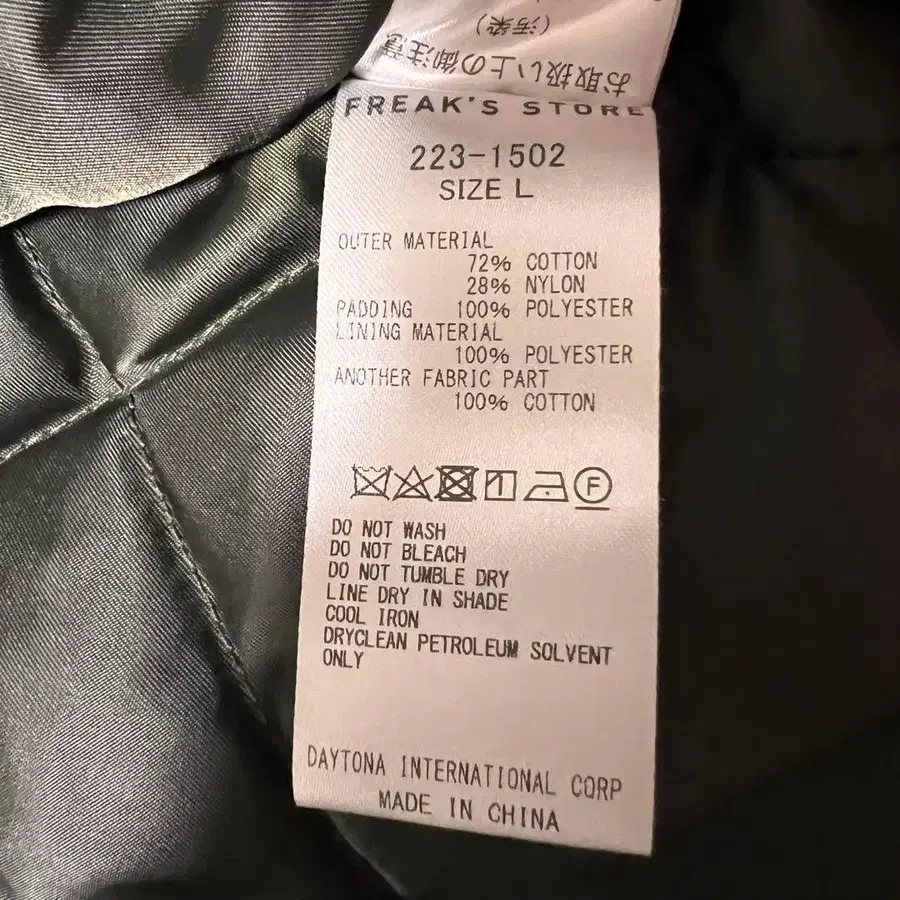 (汚染)
お取扱い上の御注意
FREAK'S STORE
223-1502
SIZE L
OUTER MATERIAL
72% COTTON
28% NYLON
PADDING 100% POLYESTER
LINING MATERIAL
100% POLYESTER
ANOTHER FABRIC PART
100% COTTON
F
DO NOT WASH
DO NOT BLEACH
DO NOT TUMBLE DRY
LINE DRY IN SHADE
COOL IRON
DRYCLEAN PETROLEUM SOLVENT
ONLY
DAYTONA INTERNATIONAL CORP
MADE IN CHINA